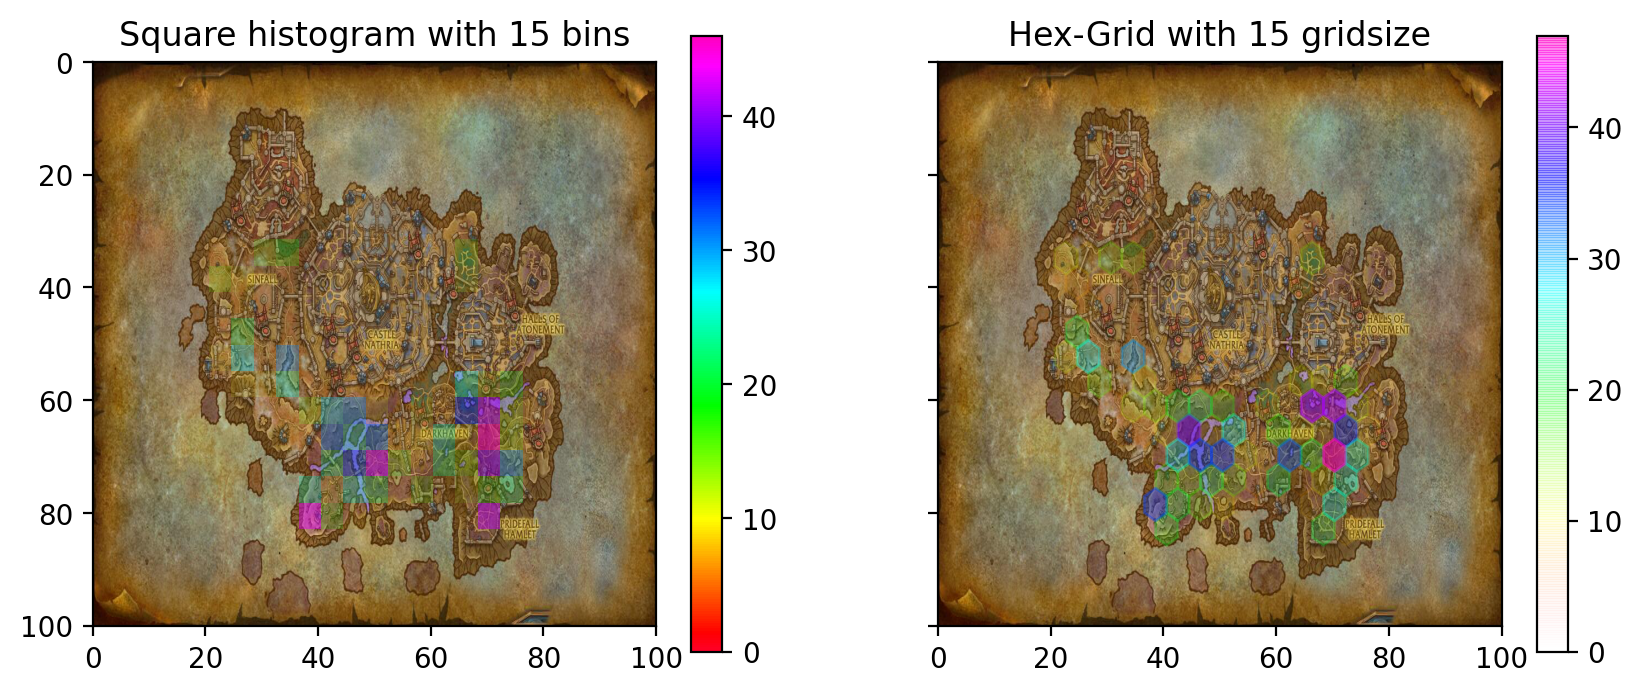 Square histogram with 15 bins
0
20
40
60
80
100
0
20
40
60
80
100
SINFALL
CASTLE
NATHRIA
HALLS OF
ATONEMENT
DARKHAVEN
PRIDEFALL
HAMLET
40
30
20
10
0
Hex-Grid with 15 gridsize
0
20
40
60
80
100
SINFALL
CASTLE
NATHRIA
HALLS OF
ATONEMENT
DARKHAVEN
PRIDEFALL
HAMLET
40
30
20
10
0